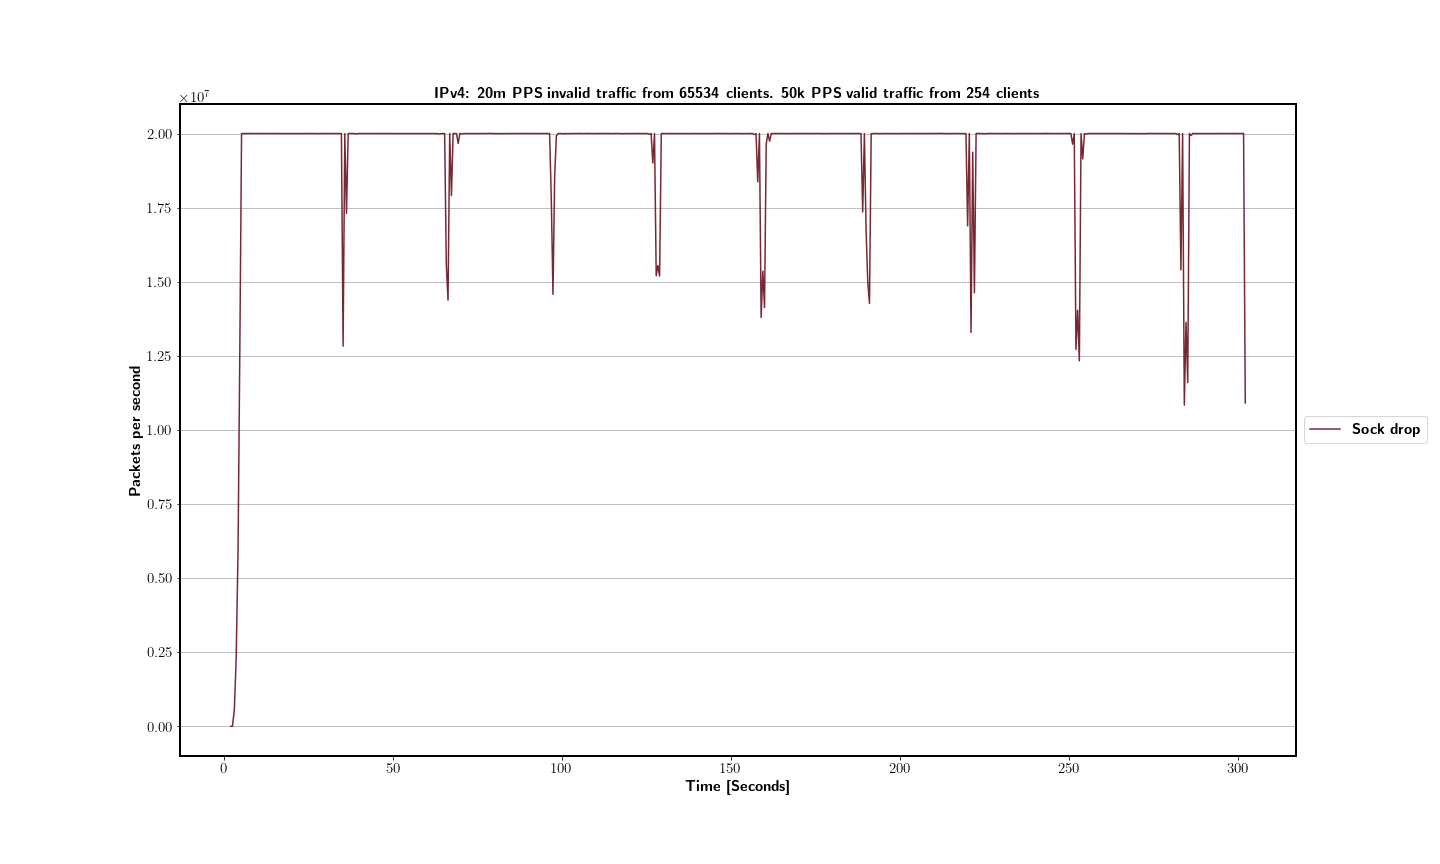 IPv4: 20m PPS invalid traffic from 65534 clients. 50k PPS valid traffic from 254 clients
×10⁷
2.00
1.75
1.50
1.25
1.00
0.75
0.50
0.25
0.00
Packets per second
0 50 100 150 200 250 300
Time [Seconds]
Sock drop